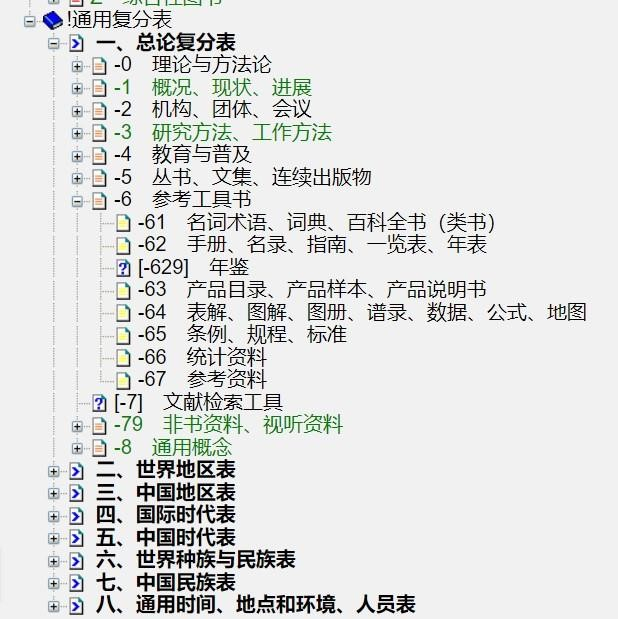 Z 综合性图书
!通用复分表
一、总论复分表
-0 理论与方法论
-1 概况、现状、进展
-2 机构、团体、会议
-3 研究方法、工作方法
-4 教育与普及
-5 丛书、文集、连续出版物
-6 参考工具书
-61 名词术语、词典、百科全书（类书）
-62 手册、名录、指南、一览表、年表
[-629] 年鉴
-63 产品目录、产品样本、产品说明书
-64 表解、图解、图册、谱录、数据、公式、地图
-65 条例、规程、标准
-66 统计资料
-67 参考资料
[-7] 文献检索工具
-79 非书资料、视听资料
-8 通用概念
二、世界地区表
三、中国地区表
四、国际时代表
五、中国时代表
六、世界种族与民族表
七、中国民族表
八、通用时间、地点和环境、人员表